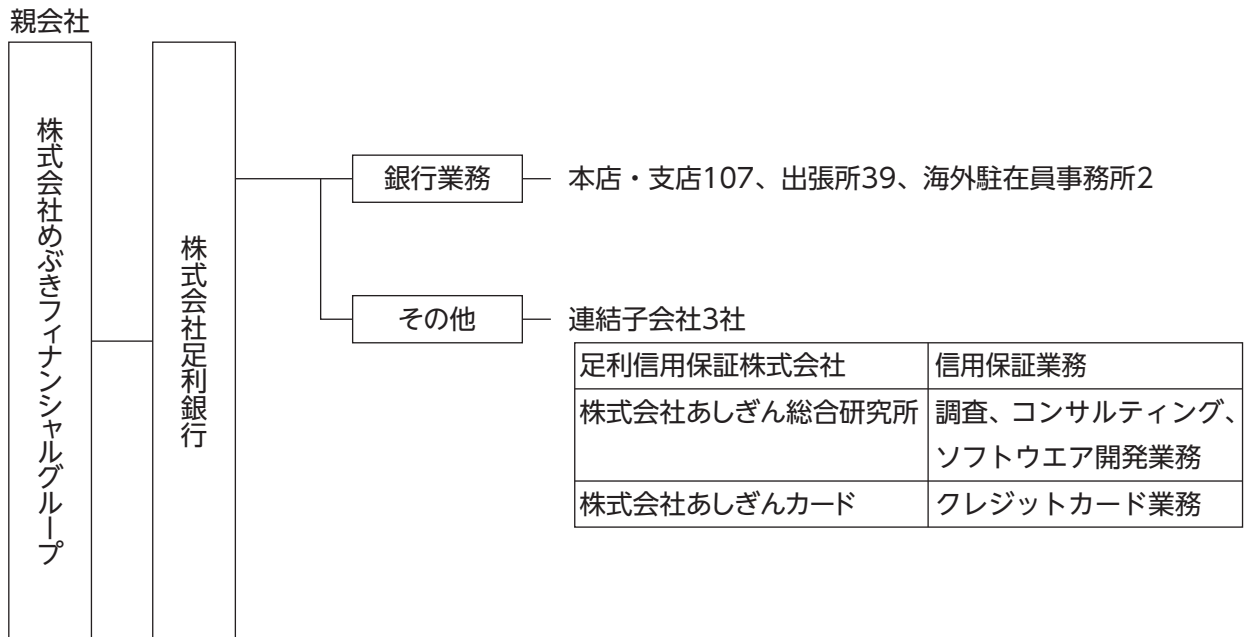 親会社
株式会社めぶきフィナンシャルグループ
株式会社足利銀行
銀行業務
本店・支店107、出張所39、海外駐在員事務所2
その他
連結子会社3社
足利信用保証株式会社
信用保証業務
株式会社あしぎん総合研究所
調査、コンサルティング、
ソフトウエア開発業務
株式会社あしぎんカード
クレジットカード業務